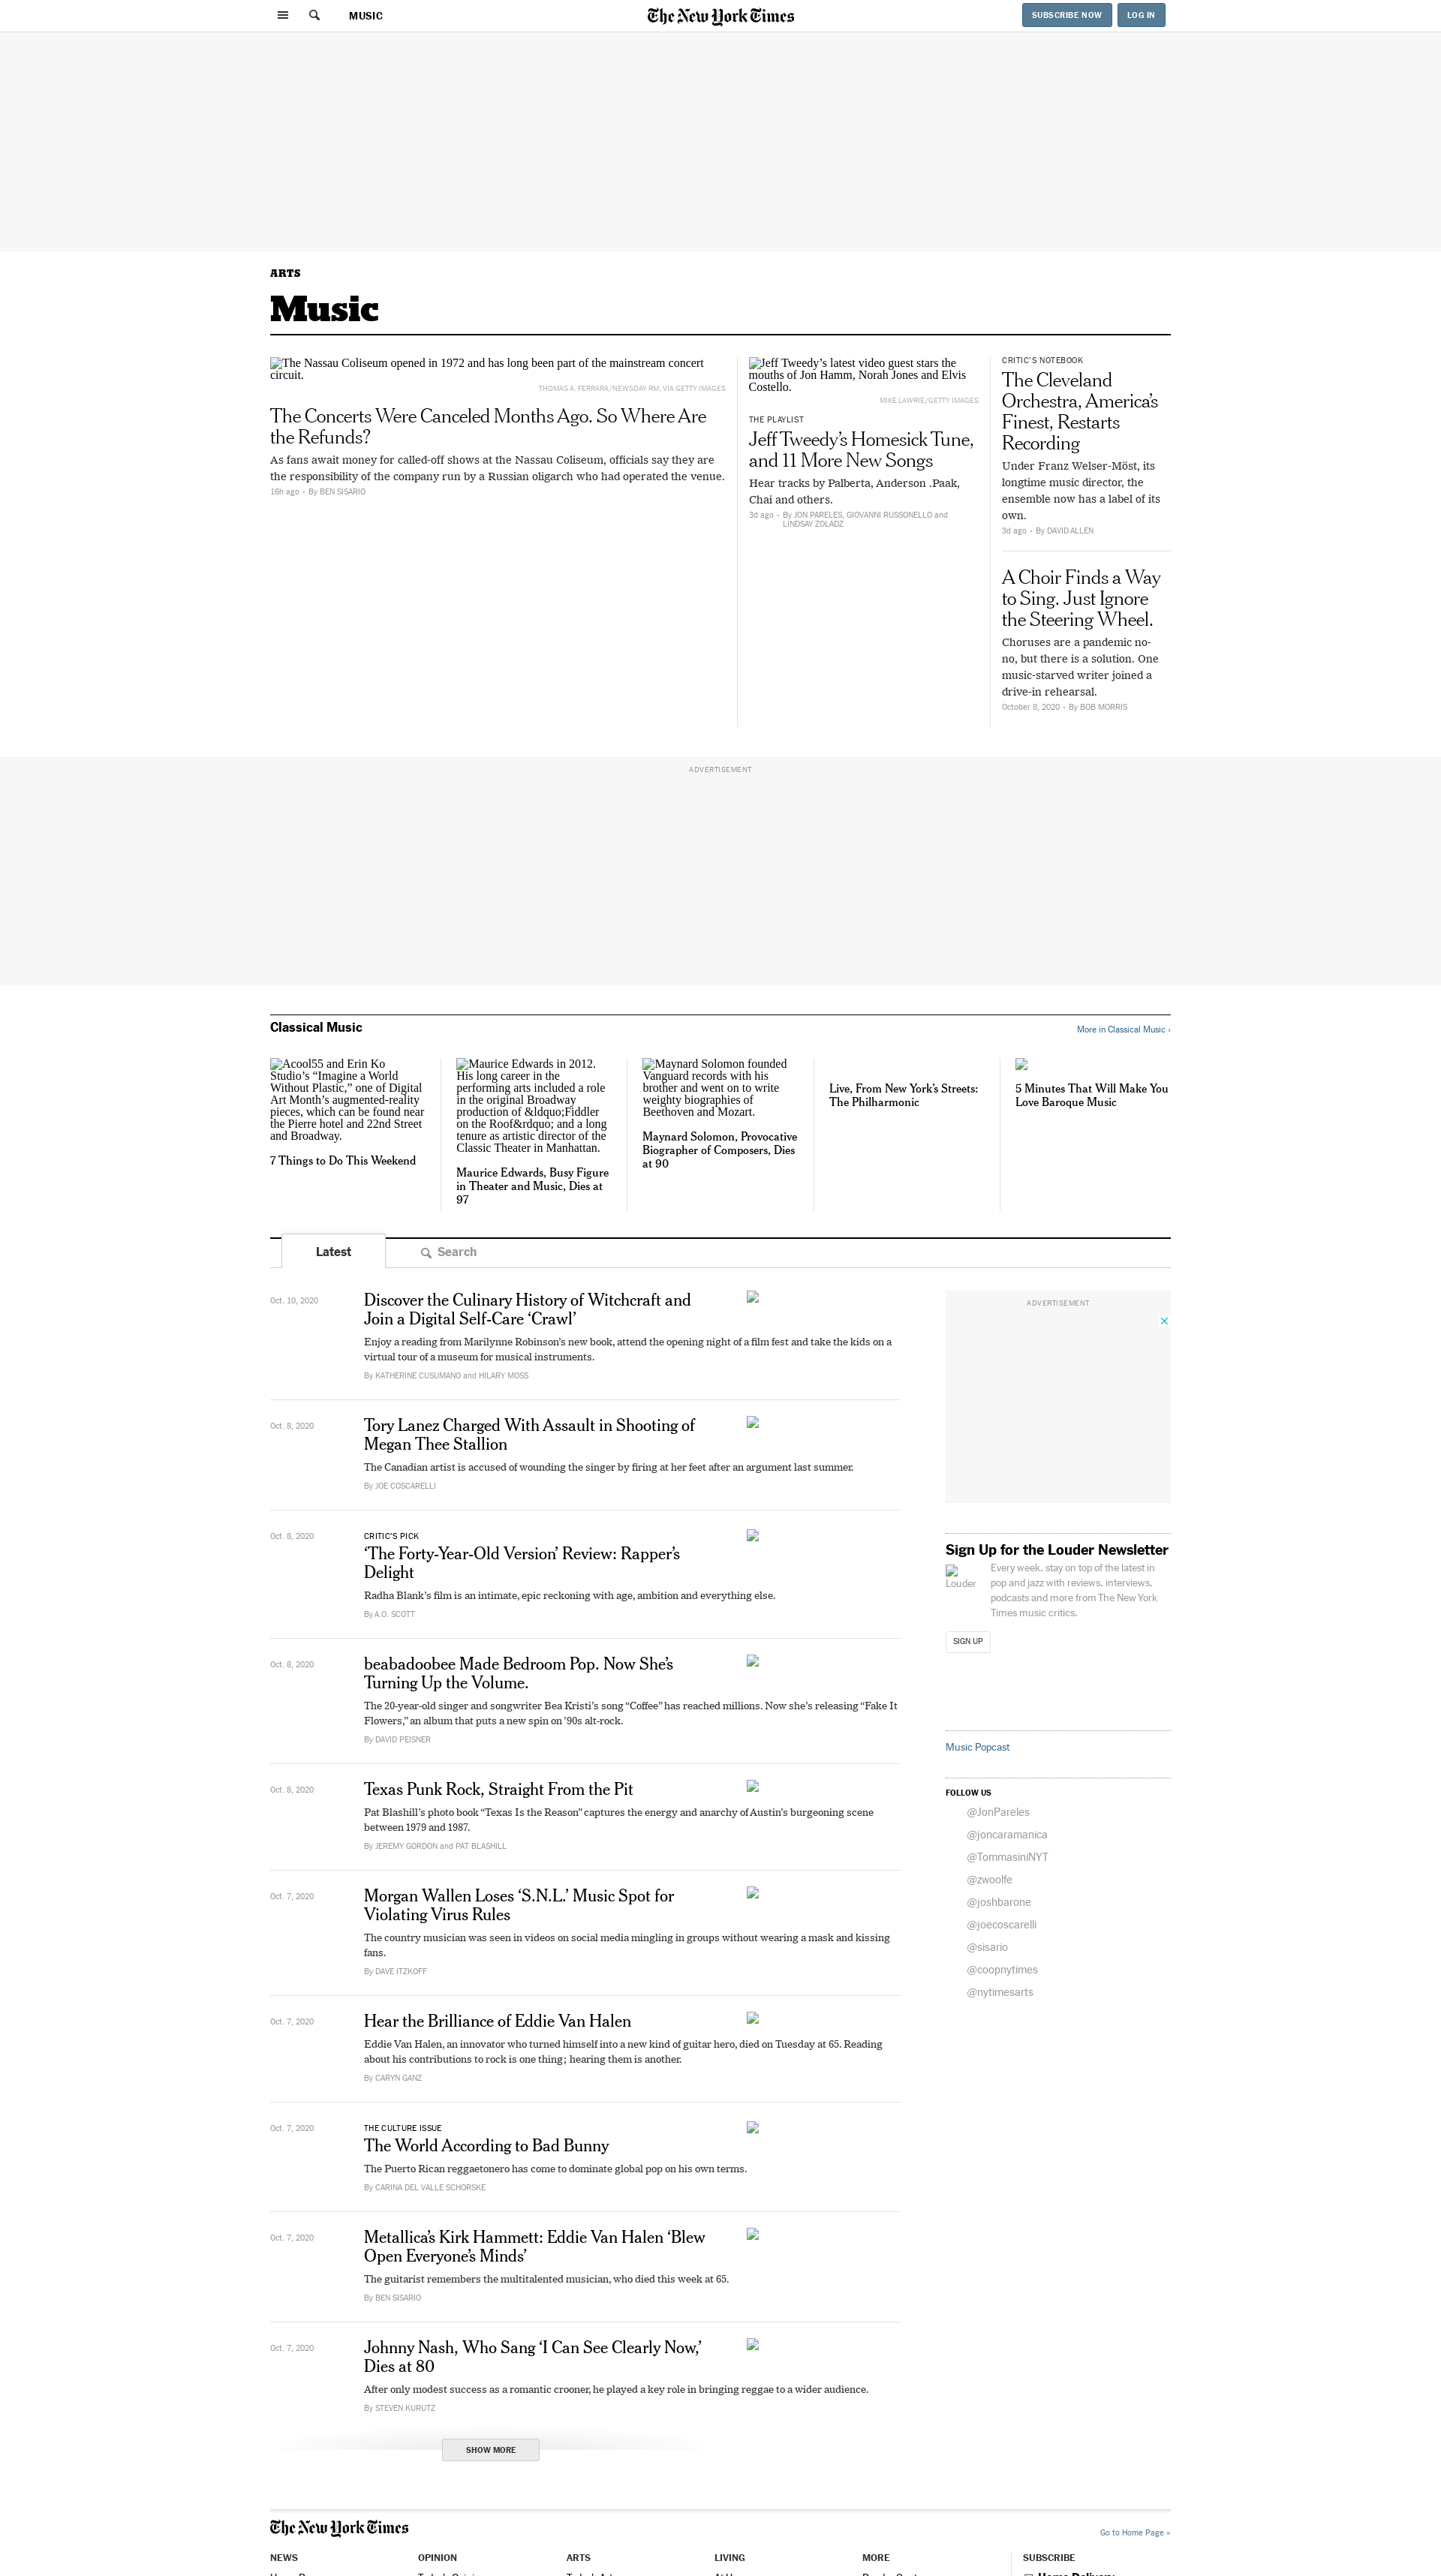 MUSIC
The New York Times
SUBSCRIBE NOW
LOG IN
ARTS
Music
The Nassau Coliseum opened in 1972 and has long been part of the mainstream concert
circuit.
THOMAS A. FERRARA/NEWSDAY RM, VIA GETTY IMAGES
The Concerts Were Canceled Months Ago. So Where Are
the Refunds?
As fans await money for called-off shows at the Nassau Coliseum, officials say they are
the responsibility of the company run by a Russian oligarch who had operated the venue.
16h ago • By BEN SISARIO
Jeff Tweedy’s latest video guest stars the
mouths of Jon Hamm, Norah Jones and Elvis
Costello.
MIKE LAWRIE/GETTY IMAGES
THE PLAYLIST
Jeff Tweedy’s Homesick Tune,
and 11 More New Songs
Hear tracks by Palberta, Anderson .Paak,
Chai and others.
3d ago • By JON PARELES, GIOVANNI RUSSONELLO and
LINDSAY ZOLADZ
CRITIC’S NOTEBOOK
The Cleveland
Orchestra, America’s
Finest, Restarts
Recording
Under Franz Welser-Möst, its
longtime music director, the
ensemble now has a label of its
own.
3d ago • By DAVID ALLEN
A Choir Finds a Way
to Sing. Just Ignore
the Steering Wheel.
Choruses are a pandemic no-
no, but there is a solution. One
music-starved writer joined a
drive-in rehearsal.
October 8, 2020 • By BOB MORRIS
ADVERTISEMENT
Classical Music
More in Classical Music ›
Acool55 and Erin Ko
Studio’s “Imagine a World
Without Plastic,” one of Digital
Art Month’s augmented-reality
pieces, which can be found near
the Pierre hotel and 22nd Street
and Broadway.
7 Things to Do This Weekend
Maurice Edwards in 2012.
His long career in the
performing arts included a role
in the original Broadway
production of &ldquo;Fiddler
on the Roof&rdquo; and a long
tenure as artistic director of the
Classic Theater in Manhattan.
Maurice Edwards, Busy Figure
in Theater and Music, Dies at
97
Maynard Solomon founded
Vanguard records with his
brother and went on to write
weighty biographies of
Beethoven and Mozart.
Maynard Solomon, Provocative
Biographer of Composers, Dies
at 90
Live, From New York’s Streets:
The Philharmonic
5 Minutes That Will Make You
Love Baroque Music
Latest
Search
Oct. 10, 2020
Discover the Culinary History of Witchcraft and
Join a Digital Self-Care ‘Crawl’
Enjoy a reading from Marilynne Robinson’s new book, attend the opening night of a film fest and take the kids on a
virtual tour of a museum for musical instruments.
By KATHERINE CUSUMANO and HILARY MOSS
Oct. 8, 2020
Tory Lanez Charged With Assault in Shooting of
Megan Thee Stallion
The Canadian artist is accused of wounding the singer by firing at her feet after an argument last summer.
By JOE COSCARELLI
Oct. 8, 2020
CRITIC’S PICK
‘The Forty-Year-Old Version’ Review: Rapper’s
Delight
Radha Blank’s film is an intimate, epic reckoning with age, ambition and everything else.
By A.O. SCOTT
Oct. 8, 2020
beabadoobee Made Bedroom Pop. Now She’s
Turning Up the Volume.
The 20-year-old singer and songwriter Bea Kristi’s song “Coffee” has reached millions. Now she’s releasing “Fake It
Flowers,” an album that puts a new spin on ’90s alt-rock.
By DAVID PEISNER
Oct. 8, 2020
Texas Punk Rock, Straight From the Pit
Pat Blashill’s photo book “Texas Is the Reason” captures the energy and anarchy of Austin’s burgeoning scene
between 1979 and 1987.
By JEREMY GORDON and PAT BLASHILL
Oct. 7, 2020
Morgan Wallen Loses ‘S.N.L.’ Music Spot for
Violating Virus Rules
The country musician was seen in videos on social media mingling in groups without wearing a mask and kissing
fans.
By DAVE ITZKOFF
Oct. 7, 2020
Hear the Brilliance of Eddie Van Halen
Eddie Van Halen, an innovator who turned himself into a new kind of guitar hero, died on Tuesday at 65. Reading
about his contributions to rock is one thing; hearing them is another.
By CARYN GANZ
Oct. 7, 2020
THE CULTURE ISSUE
The World According to Bad Bunny
The Puerto Rican reggaetonero has come to dominate global pop on his own terms.
By CARINA DEL VALLE SCHORSKE
Oct. 7, 2020
Metallica’s Kirk Hammett: Eddie Van Halen ‘Blew
Open Everyone’s Minds’
The guitarist remembers the multitalented musician, who died this week at 65.
By BEN SISARIO
Oct. 7, 2020
Johnny Nash, Who Sang ‘I Can See Clearly Now,’
Dies at 80
After only modest success as a romantic crooner, he played a key role in bringing reggae to a wider audience.
By STEVEN KURUTZ
SHOW MORE
ADVERTISEMENT
Sign Up for the Louder Newsletter
Louder
Every week, stay on top of the latest in
pop and jazz with reviews, interviews,
podcasts and more from The New York
Times music critics.
SIGN UP
Music Popcast
FOLLOW US
@JonPareles
@joncaramanica
@TommasiniNYT
@zwoolfe
@joshbarone
@joecoscarelli
@sisario
@coopnytimes
@nytimesarts
The New York Times
Go to Home Page »
NEWS
OPINION
ARTS
LIVING
MORE
SUBSCRIBE